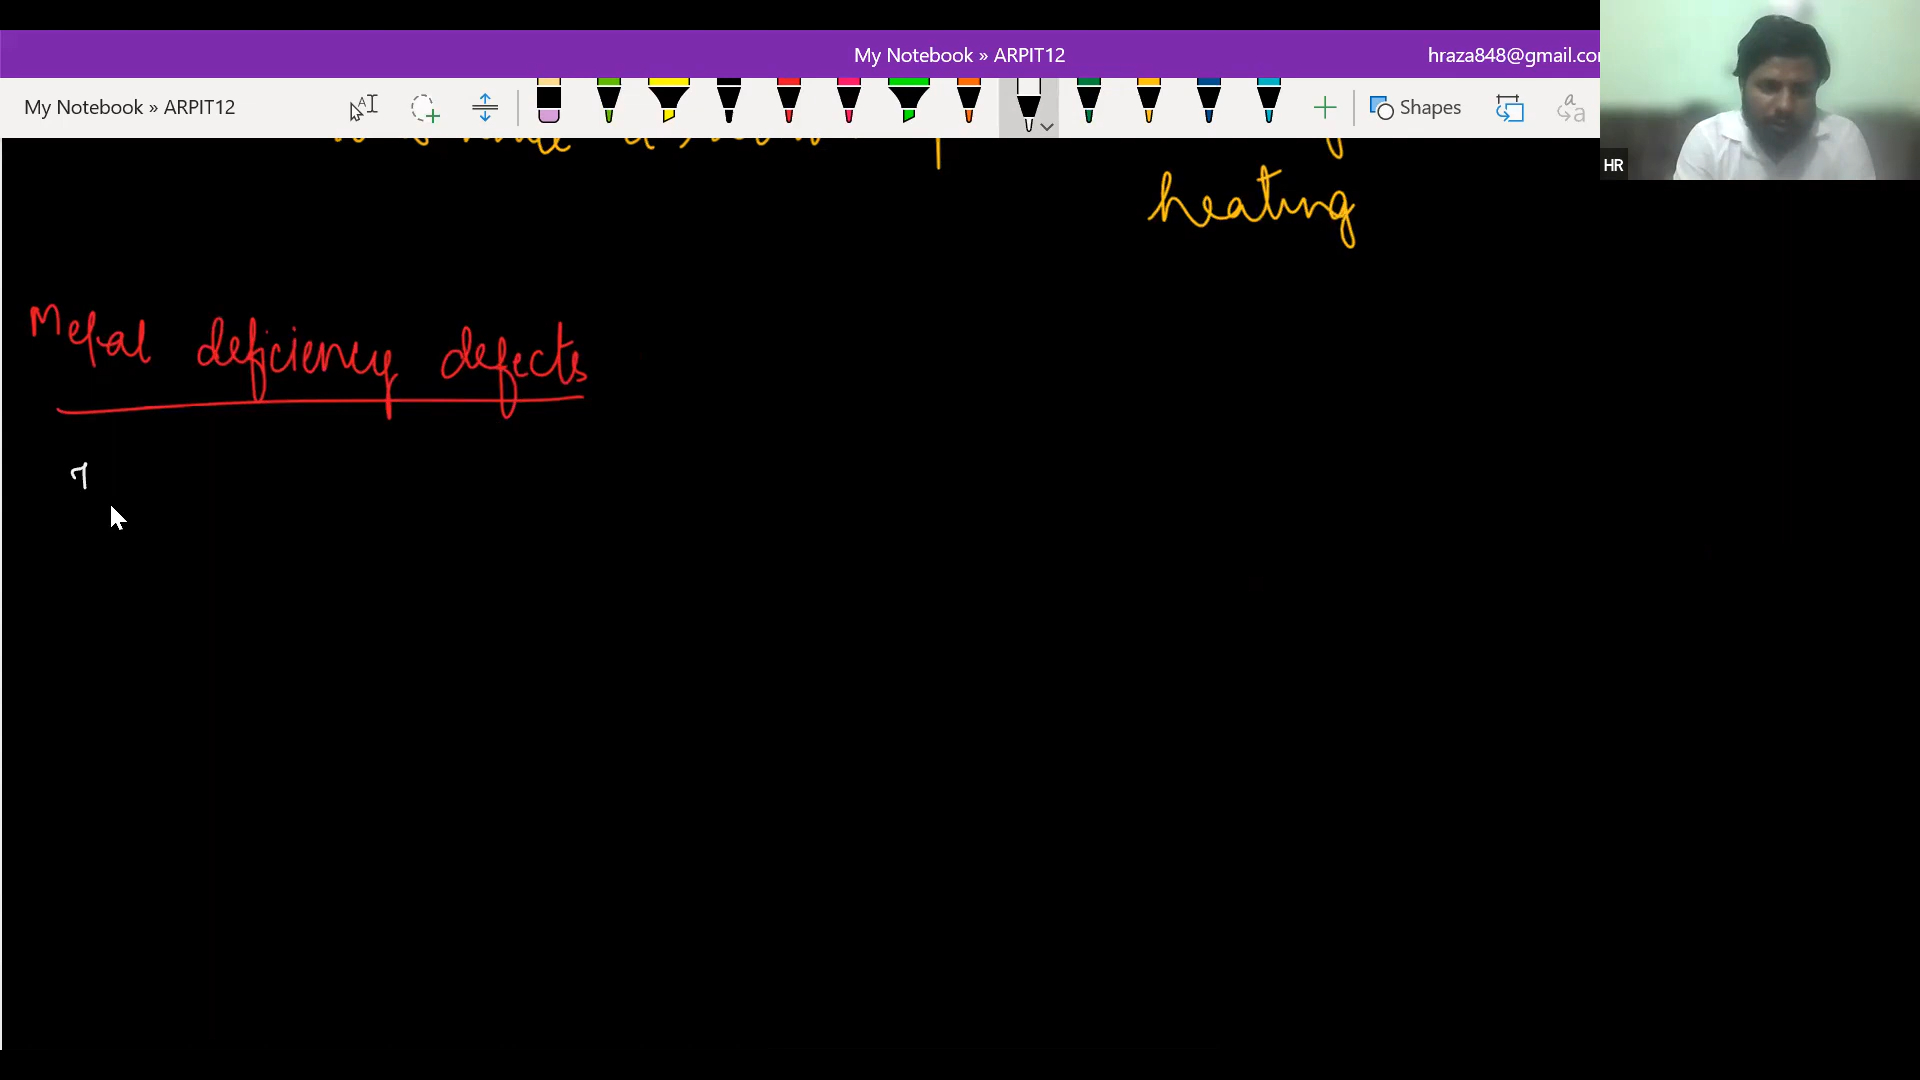 My Notebook » ARPIT12
hraza848@gmail.co
My Notebook » ARPIT12
Shapes
HR
heating
Metal deficiency defects